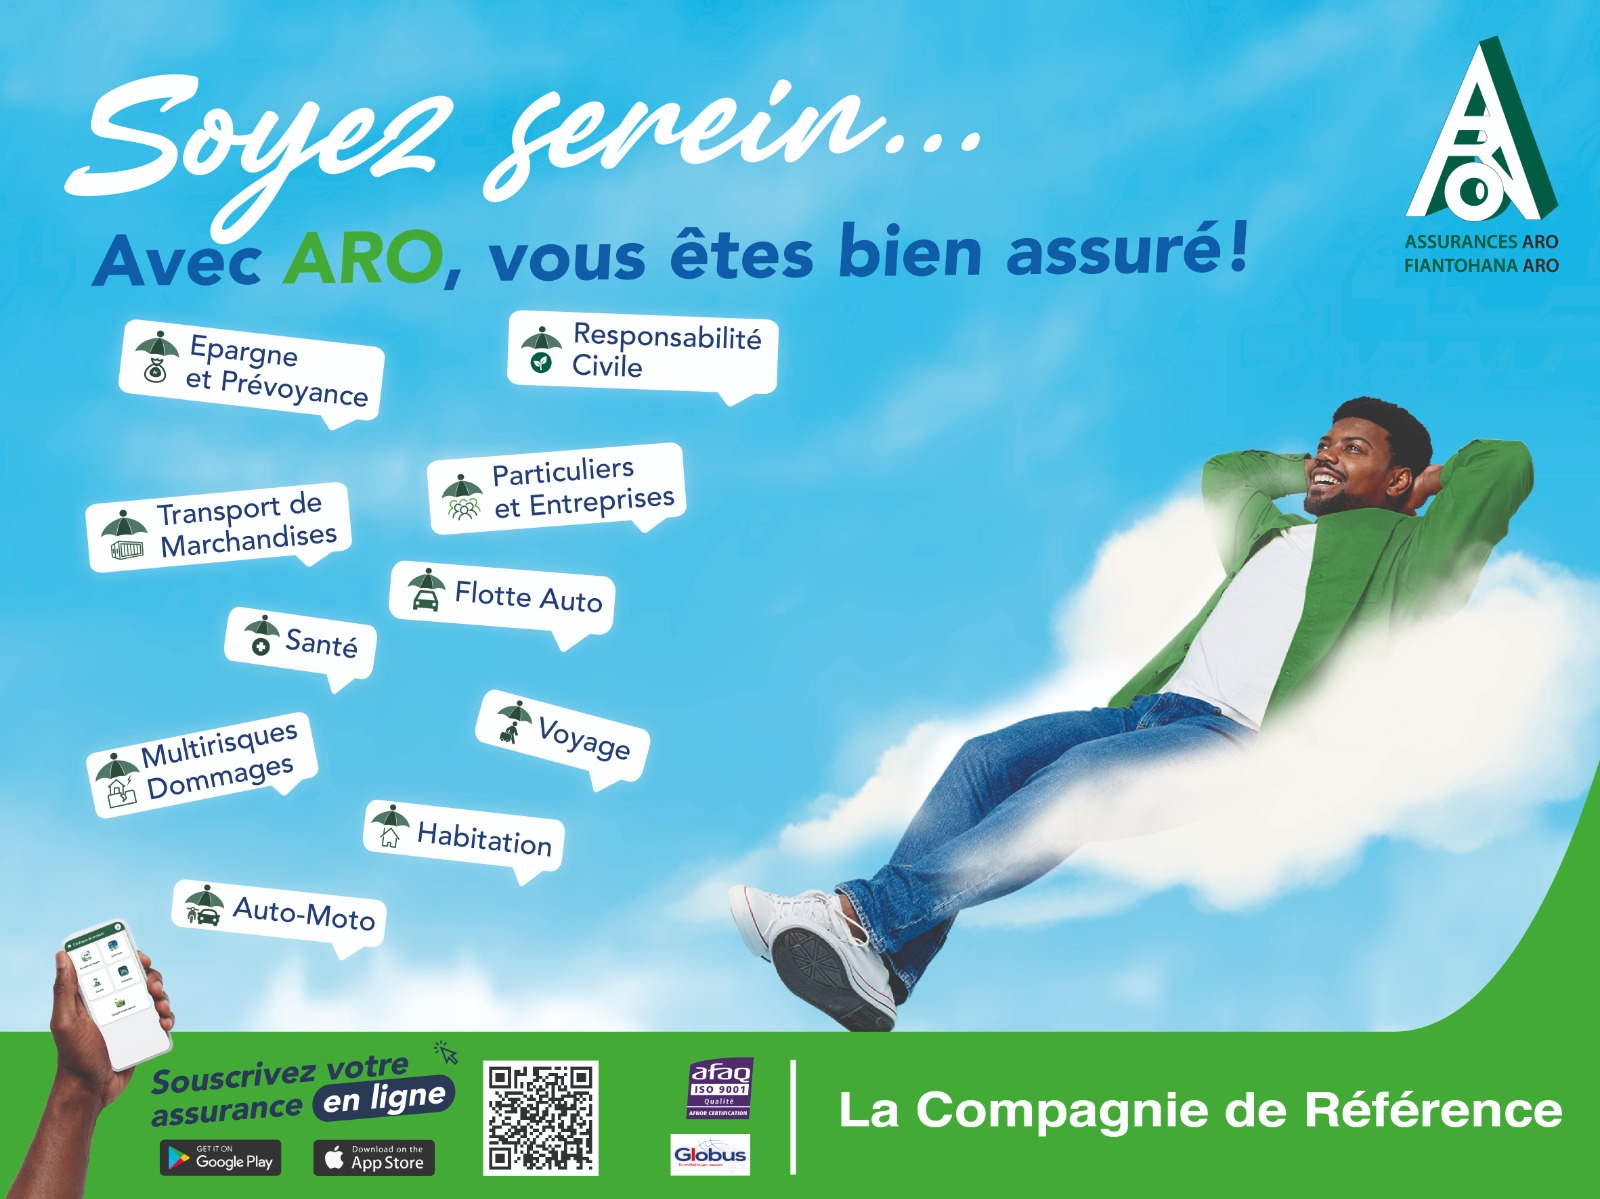 Soyez serein...
Avec ARO, vous êtes bien assuré!
ARO
ASSURANCES ARO
FIANTOHANA ARO
Epargne
et Prévoyance
Responsabilité
Civile
Particuliers
et Entreprises
Transport de
Marchandises
Flotte Auto
Santé
Voyage
Multirisques
Dommages
Habitation
Auto-Moto
Souscrivez votre
assurance en ligne
GET IT ON
Google Play
Download on the
App Store
afaq
ISO 9001
Qualité
AFNOR CERTIFICATION
Globus
La Compagnie de Référence